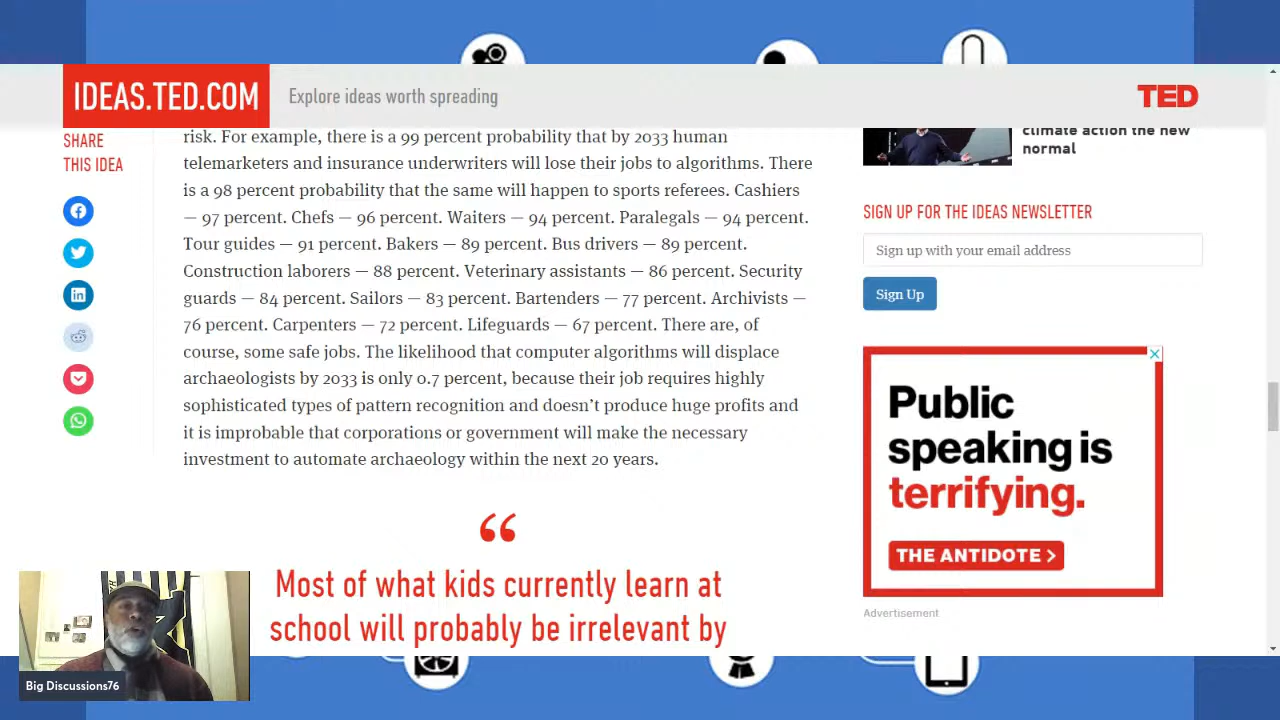 IDEAS.TED.COM
Explore ideas worth spreading
TED
SHARE
THIS IDEA
risk. For example, there is a 99 percent probability that by 2033 human
telemarketers and insurance underwriters will lose their jobs to algorithms. There
is a 98 percent probability that the same will happen to sports referees. Cashiers
— 97 percent. Chefs — 96 percent. Waiters — 94 percent. Paralegals — 94 percent.
Tour guides — 91 percent. Bakers — 89 percent. Bus drivers — 89 percent.
Construction laborers — 88 percent. Veterinary assistants — 86 percent. Security
guards — 84 percent. Sailors — 83 percent. Bartenders — 77 percent. Archivists —
76 percent. Carpenters — 72 percent. Lifeguards — 67 percent. There are, of
course, some safe jobs. The likelihood that computer algorithms will displace
archaeologists by 2033 is only 0.7 percent, because their job requires highly
sophisticated types of pattern recognition and doesn't produce huge profits and
it is improbable that corporations or government will make the necessary
investment to automate archaeology within the next 20 years.
“
Most of what kids currently learn at
school will probably be irrelevant by
climate action the new
normal
SIGN UP FOR THE IDEAS NEWSLETTER
Sign up with your email address
Sign Up
Public
speaking is
terrifying.
THE ANTIDOTE >
Advertisement
Big Discussions76